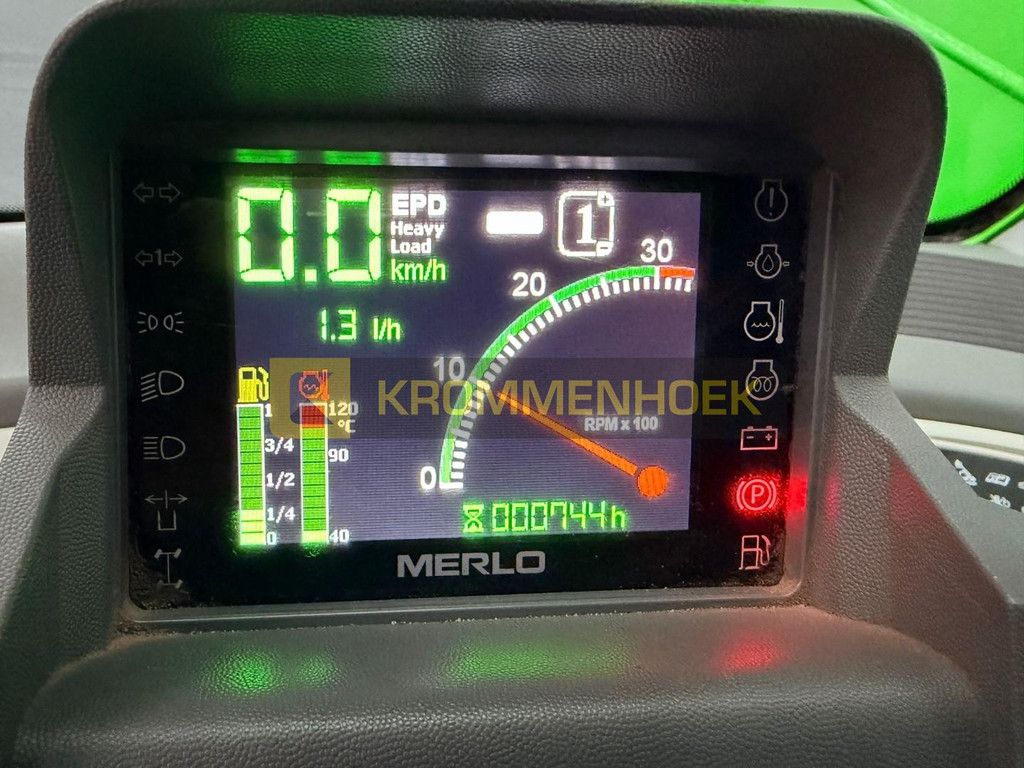 0.0 EPD
Heavy
Load
km/h
1
+
-
1.3 l/h
0
10
20
30
RPM x 100
1
3/4
1/2
1/4
0
120
°C
90
40
000744h
MERLO
1
P
KROMMENHOEK